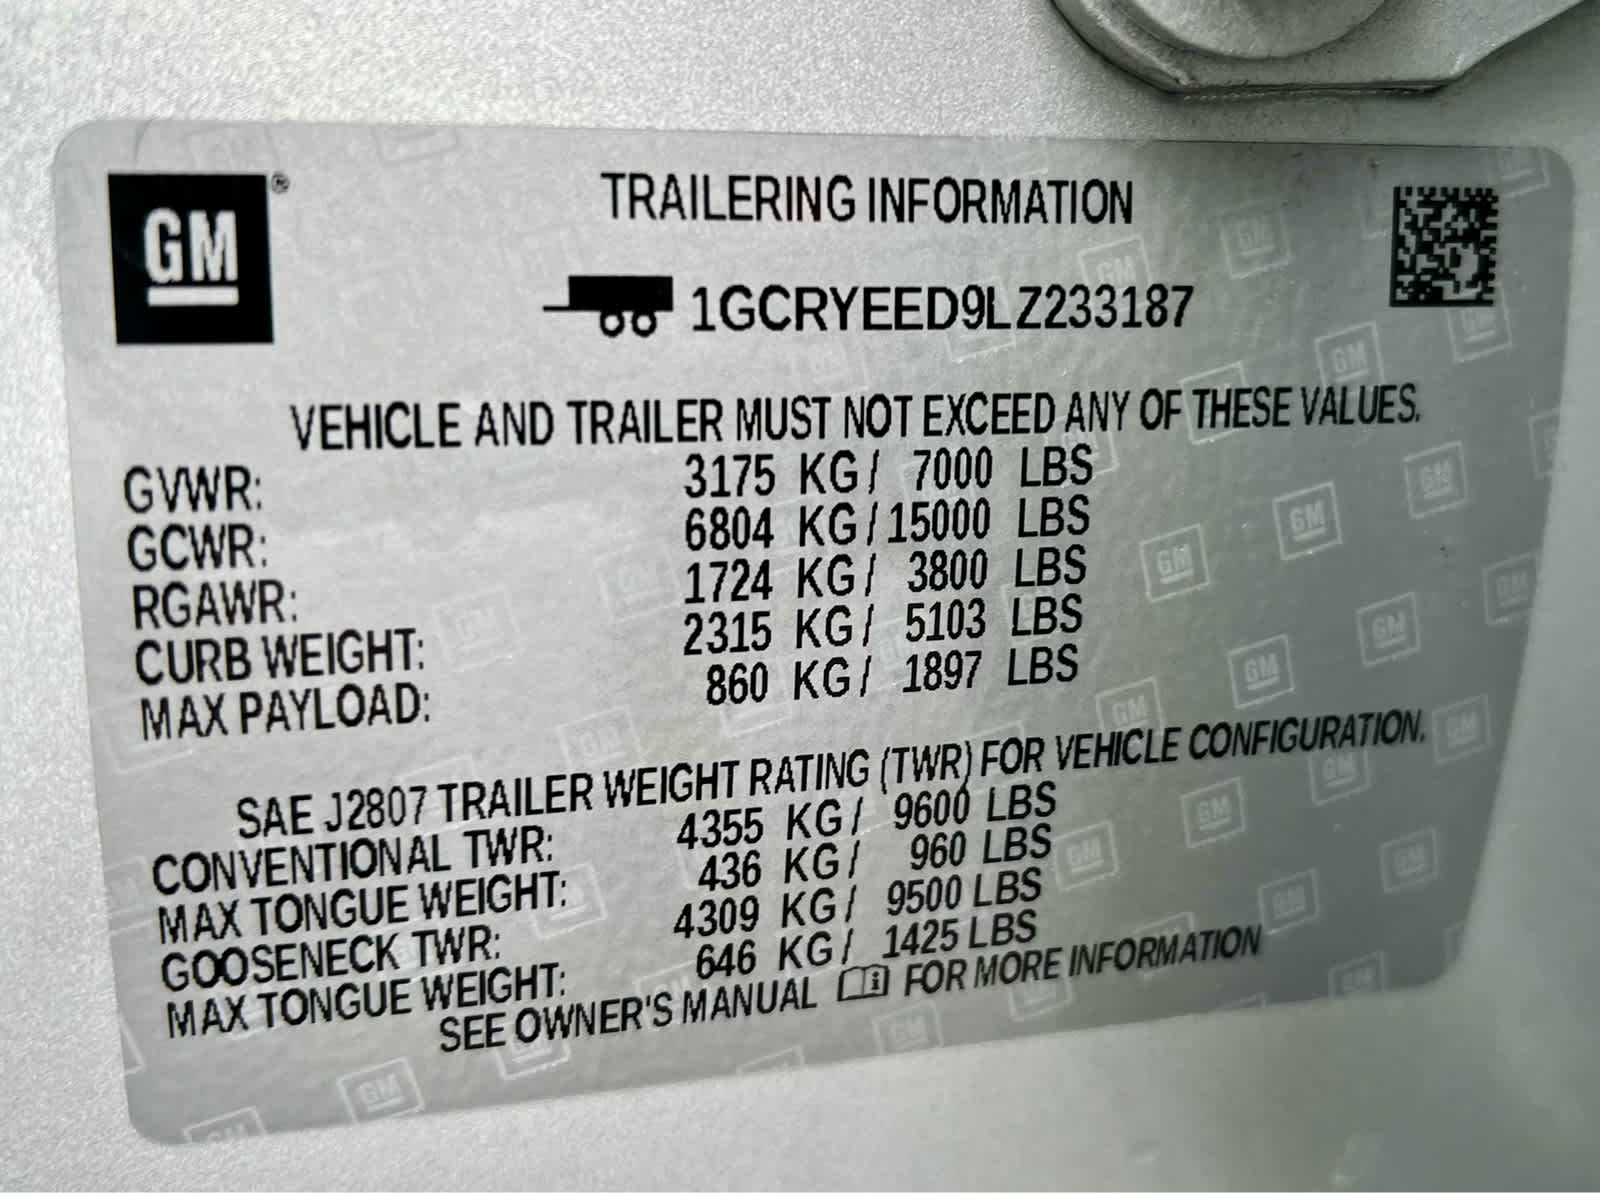 GM®
TRAILERING INFORMATION
1GCRYEED9LZ233187
VEHICLE AND TRAILER MUST NOT EXCEED ANY OF THESE VALUES.
GVWR: 3175 KG/ 7000 LBS
GCWR: 6804 KG/15000 LBS
RGAWR: 1724 KG/ 3800 LBS
CURB WEIGHT: 2315 KG/ 5103 LBS
MAX PAYLOAD: 860 KG/ 1897 LBS
SAE J2807 TRAILER WEIGHT RATING (TWR) FOR VEHICLE CONFIGURATION.
CONVENTIONAL TWR: 4355 KG/ 9600 LBS
MAX TONGUE WEIGHT: 436 KG/ 960 LBS
GOOSENECK TWR: 4309 KG/ 9500 LBS
MAX TONGUE WEIGHT: 646 KG/ 1425 LBS
SEE OWNER'S MANUAL FOR MORE INFORMATION